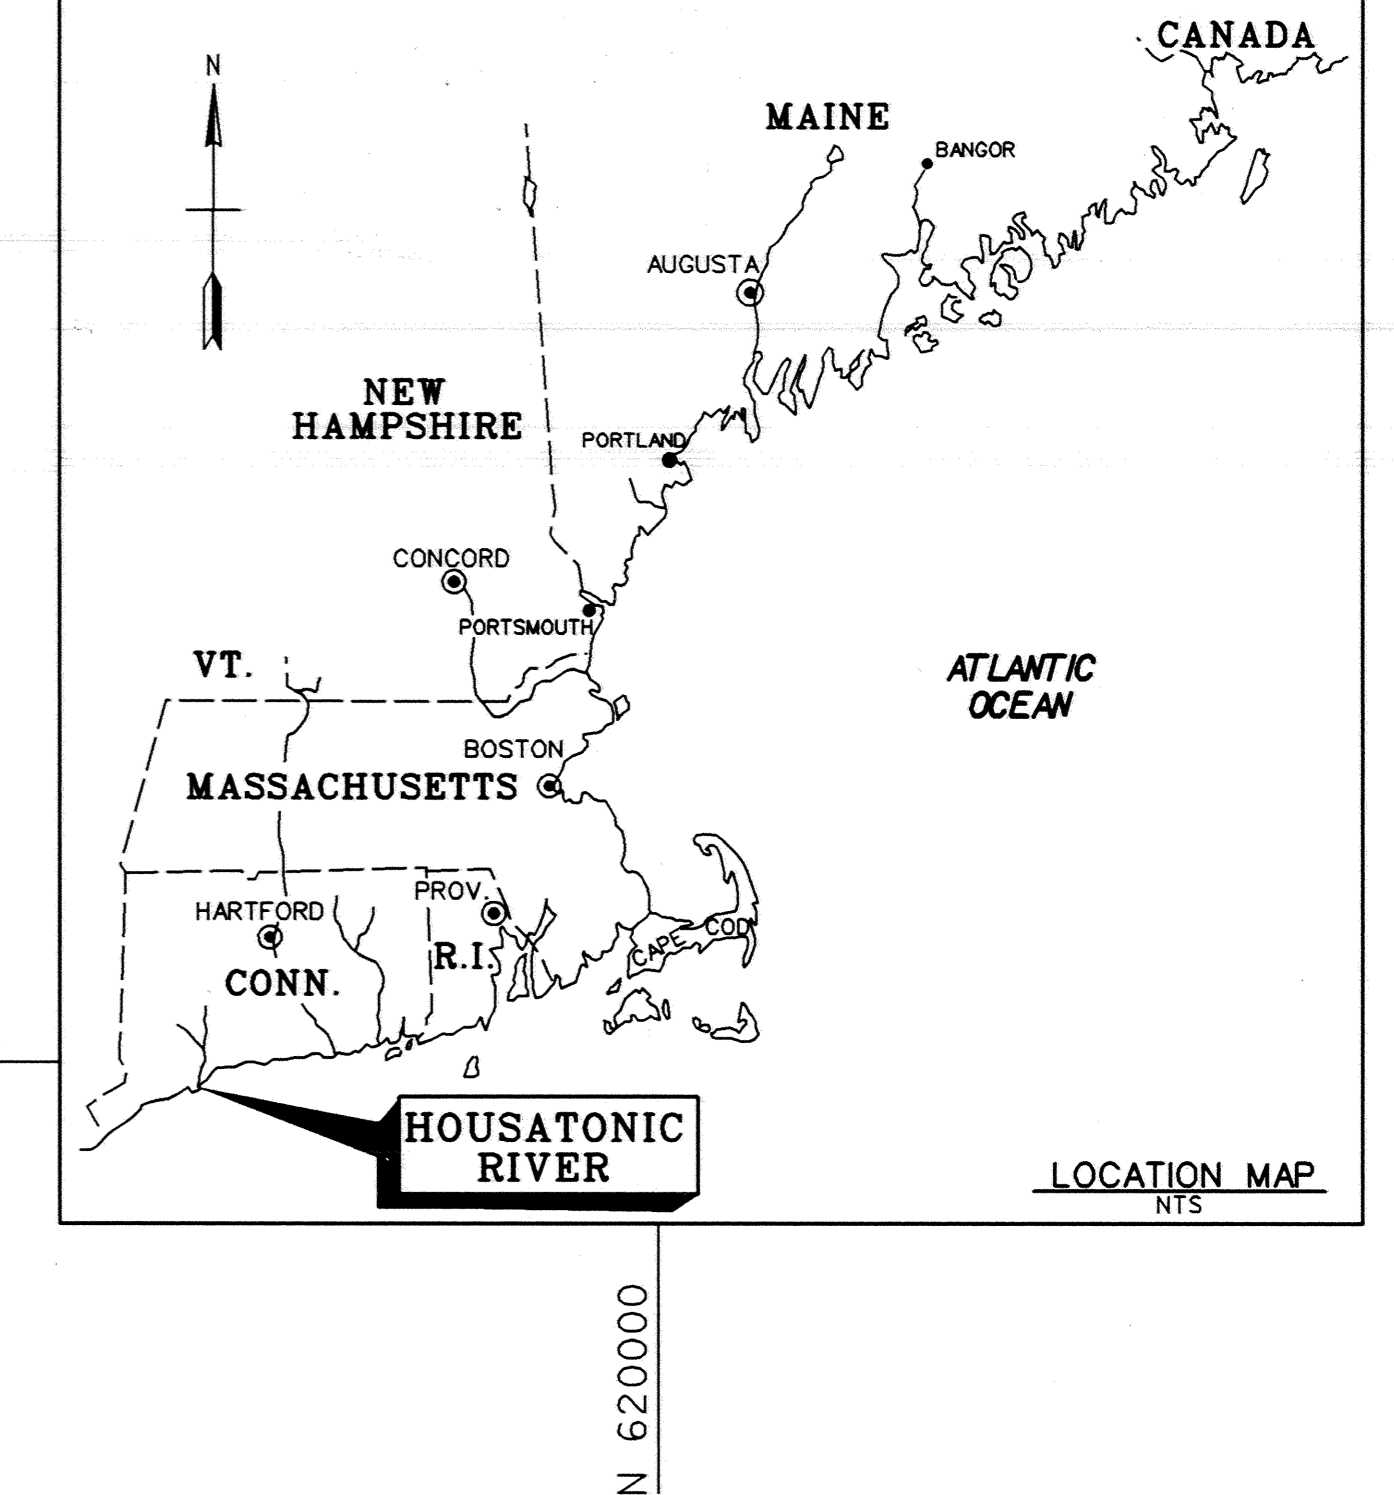 CANADA
N
MAINE
BANGOR
AUGUSTA
NEW
HAMPSHIRE
PORTLAND
CONCORD
PORTSMOUTH
VT.
ATLANTIC
OCEAN
BOSTON
MASSACHUSETTS
PROV.
HARTFORD
CAPE COD
R.I.
CONN.
HOUSATONIC
RIVER
LOCATION MAP
NTS
N 620000